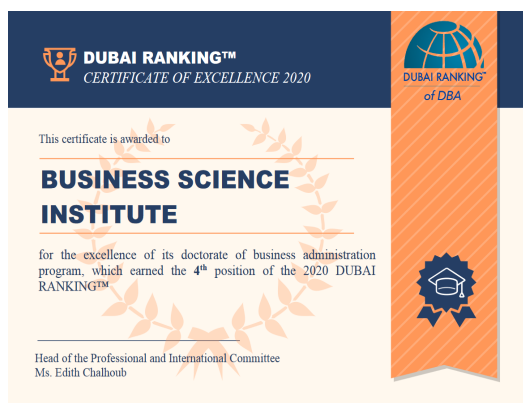 DUBAI RANKING™
CERTIFICATE OF EXCELLENCE 2020
DUBAI RANKING™
of DBA
This certificate is awarded to
BUSINESS SCIENCE
INSTITUTE
for the excellence of its doctorate of business administration
program, which earned the 4th position of the 2020 DUBAI
RANKING™
Head of the Professional and International Committee
Ms. Edith Chalhoub